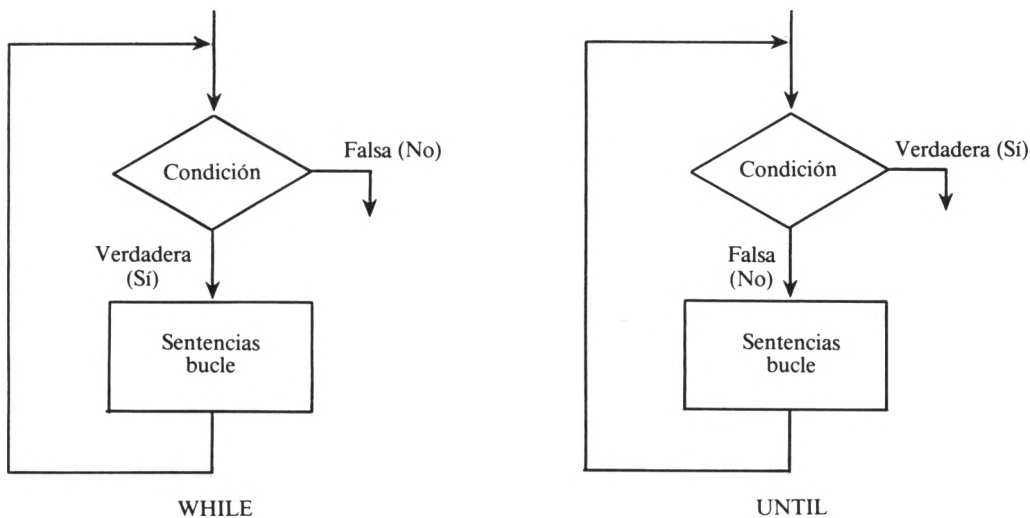 Condición
Falsa (No)
Verdadera
(Sí)
Sentencias
bucle
WHILE
Condición
Verdadera (Sí)
Falsa
(No)
Sentencias
bucle
UNTIL